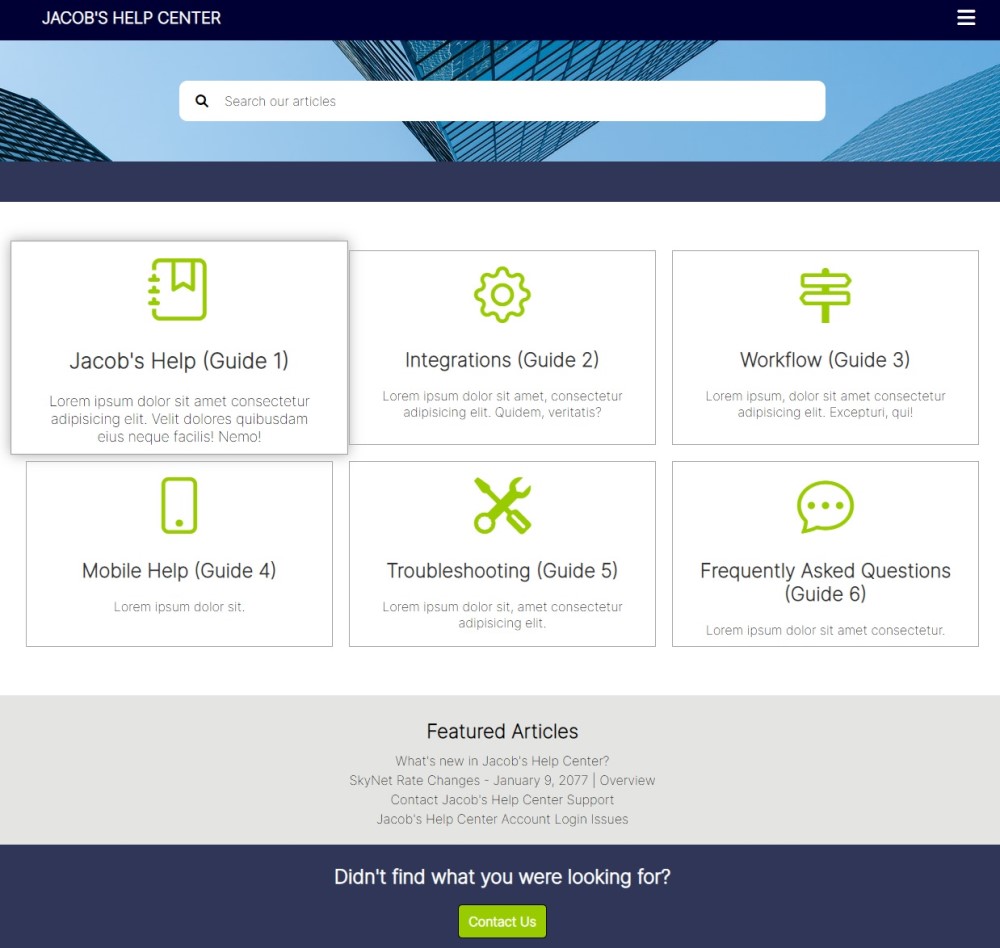 JACOB'S HELP CENTER
Search our articles
Jacob's Help (Guide 1)
Lorem ipsum dolor sit amet consectetur
adipisicing elit. Velit dolores quibusdam
eius neque facilis! Nemo!
Integrations (Guide 2)
Lorem ipsum dolor sit amet, consectetur
adipisicing elit. Quidem, veritatis?
Workflow (Guide 3)
Lorem ipsum, dolor sit amet consectetur
adipisicing elit. Excepturi, qui!
Mobile Help (Guide 4)
Lorem ipsum dolor sit.
Troubleshooting (Guide 5)
Lorem ipsum dolor sit, amet consectetur
adipisicing elit.
Frequently Asked Questions
(Guide 6)
Lorem ipsum dolor sit amet consectetur.
Featured Articles
What's new in Jacob's Help Center?
SkyNet Rate Changes - January 9, 2077 | Overview
Contact Jacob's Help Center Support
Jacob's Help Center Account Login Issues
Didn't find what you were looking for?
Contact Us